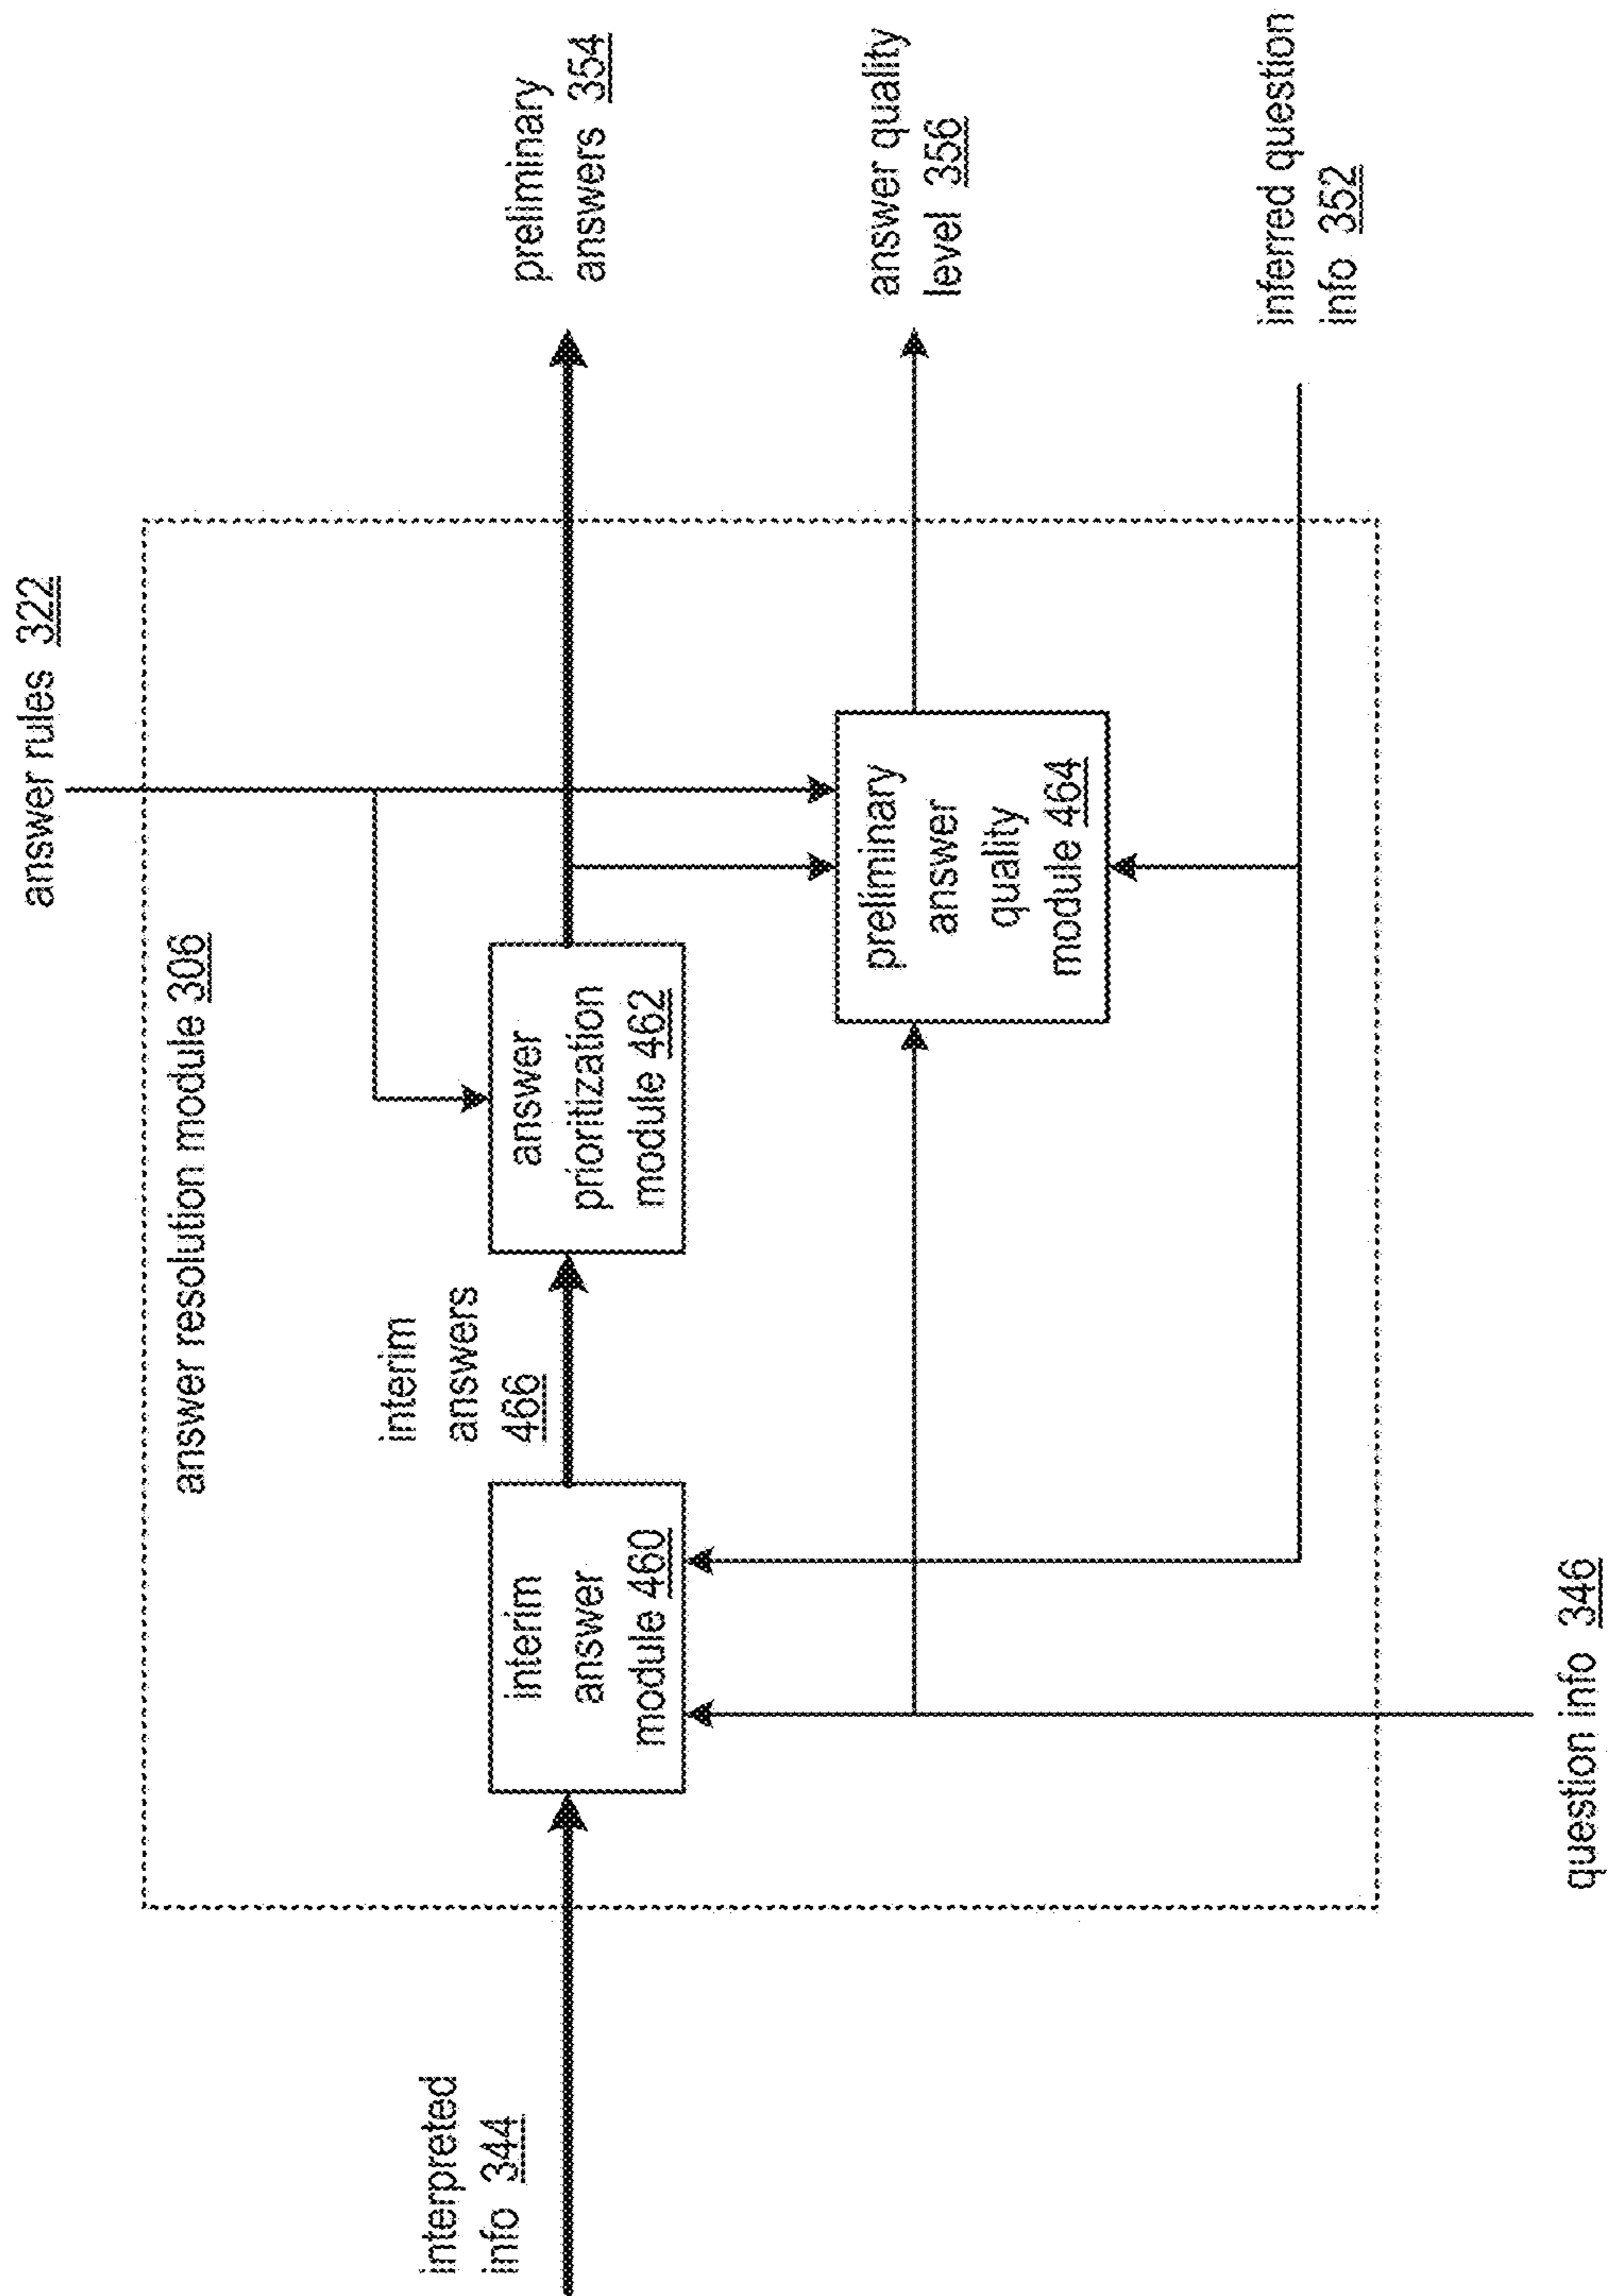 answer rules 322
answer resolution module 306
interpreted
info 344
interim
answer
module 460
interim
answers
466
answer
prioritization
module 462
preliminary
answers 354
preliminary
answer
quality
module 464
answer quality
level 356
inferred question
info 352
question info 346